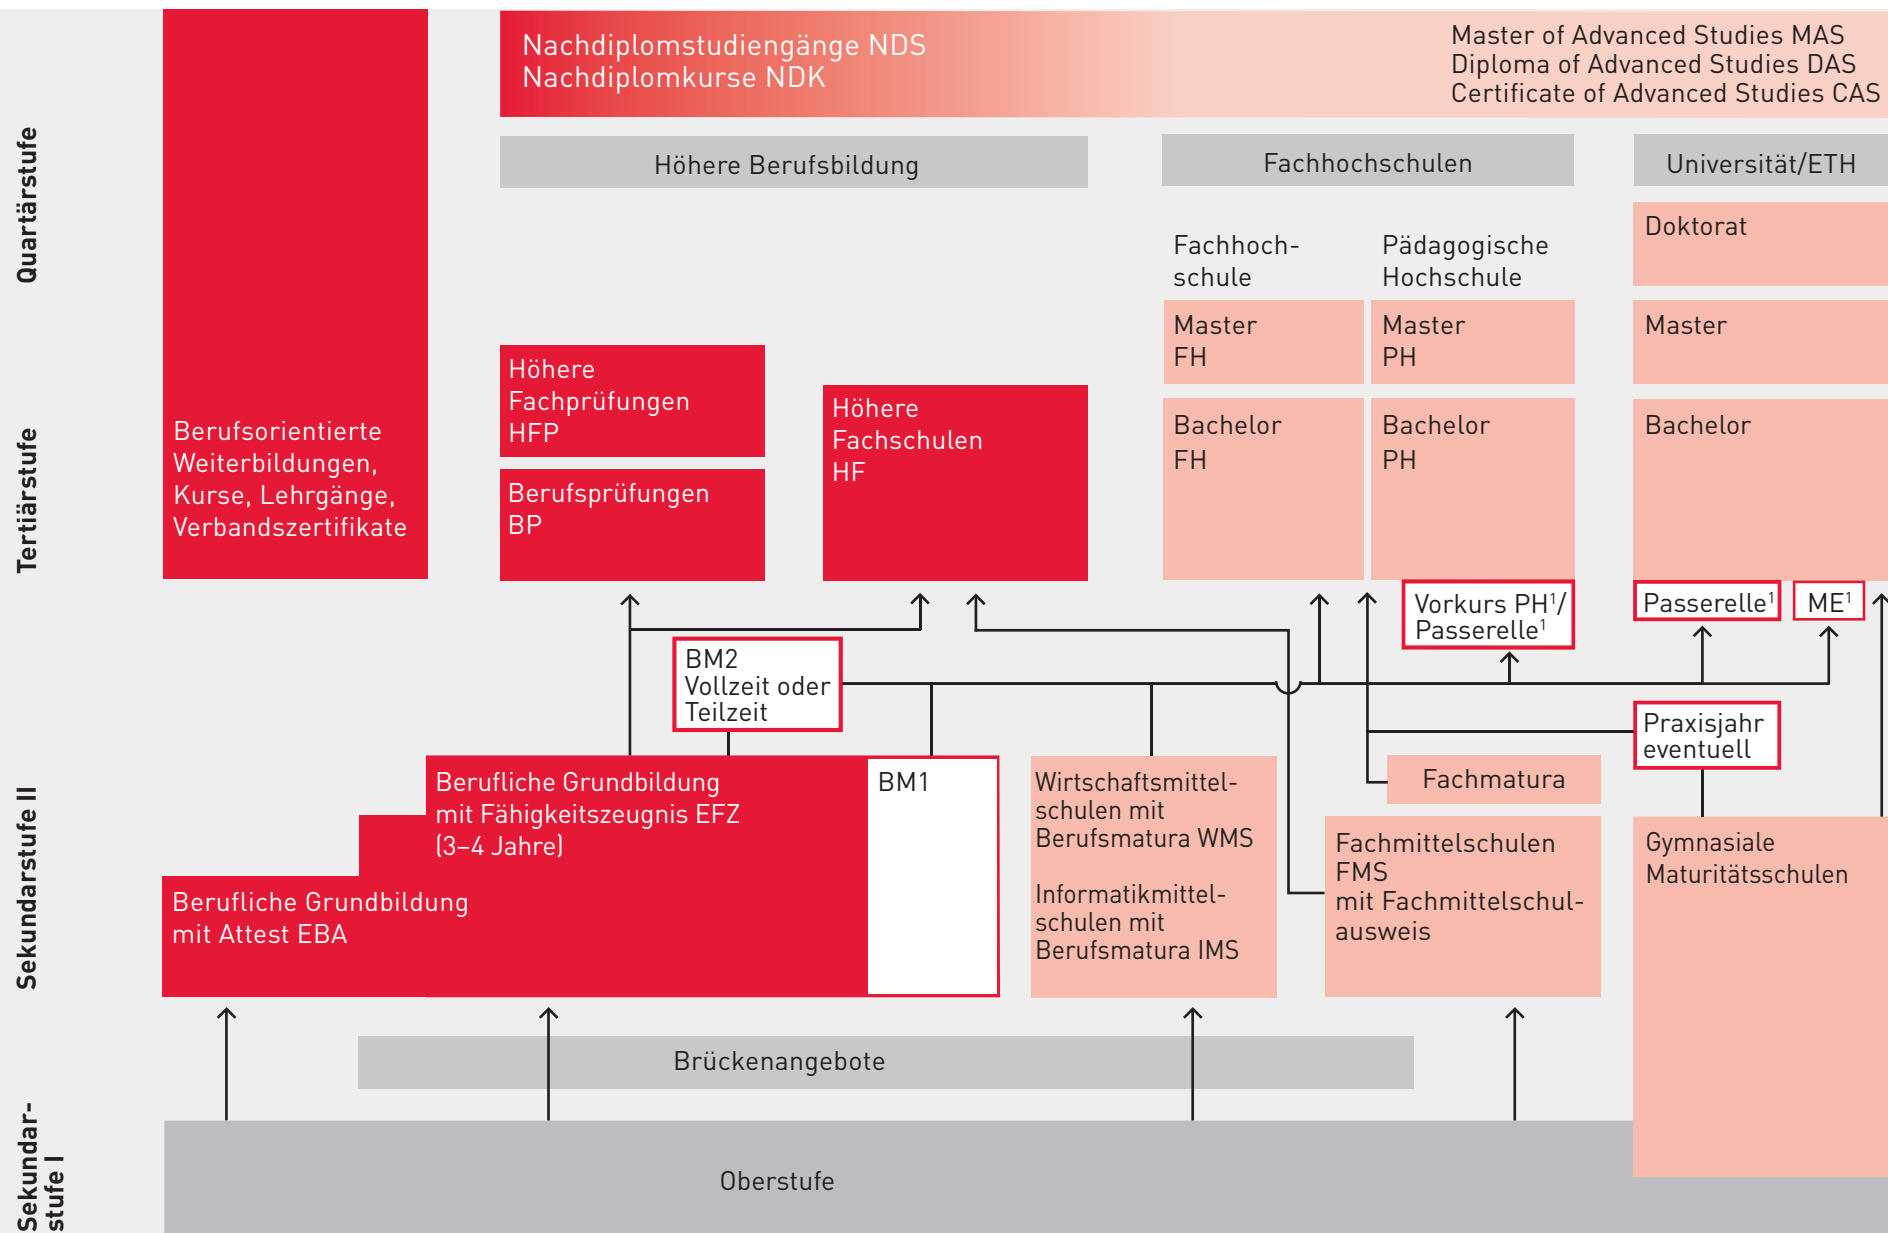 Nachdiplomstudiengänge NDS
Nachdiplomkurse NDK
Master of Advanced Studies MAS
Diploma of Advanced Studies DAS
Certificate of Advanced Studies CAS
Quartärstufe
Höhere Berufsbildung
Fachhochschulen
Universität/ETH
Fachhoch-
schule
Pädagogische
Hochschule
Doktorat
Master
FH
Master
PH
Master
Tertiärstufe
Berufsorientierte
Weiterbildungen,
Kurse, Lehrgänge,
Verbandszertifikate
Höhere
Fachprüfungen
HFP
Berufsprüfungen
BP
Höhere
Fachschulen
HF
Bachelor
FH
Bachelor
PH
Bachelor
Vorkurs PH¹/
Passerelle¹
Passerelle¹
ME¹
BM2
Vollzeit oder
Teilzeit
Praxisjahr
eventuell
Sekundarstufe II
Berufliche Grundbildung
mit Fähigkeitszeugnis EFZ
(3–4 Jahre)
BM1
Berufliche Grundbildung
mit Attest EBA
Wirtschaftsmittel-
schulen mit
Berufsmatura WMS
Informatikmittel-
schulen mit
Berufsmatura IMS
Fachmatura
Fachmittelschulen
FMS
mit Fachmittelschul-
ausweis
Gymnasiale
Maturitätsschulen
Brückenangebote
Sekundar-
stufe I
Oberstufe